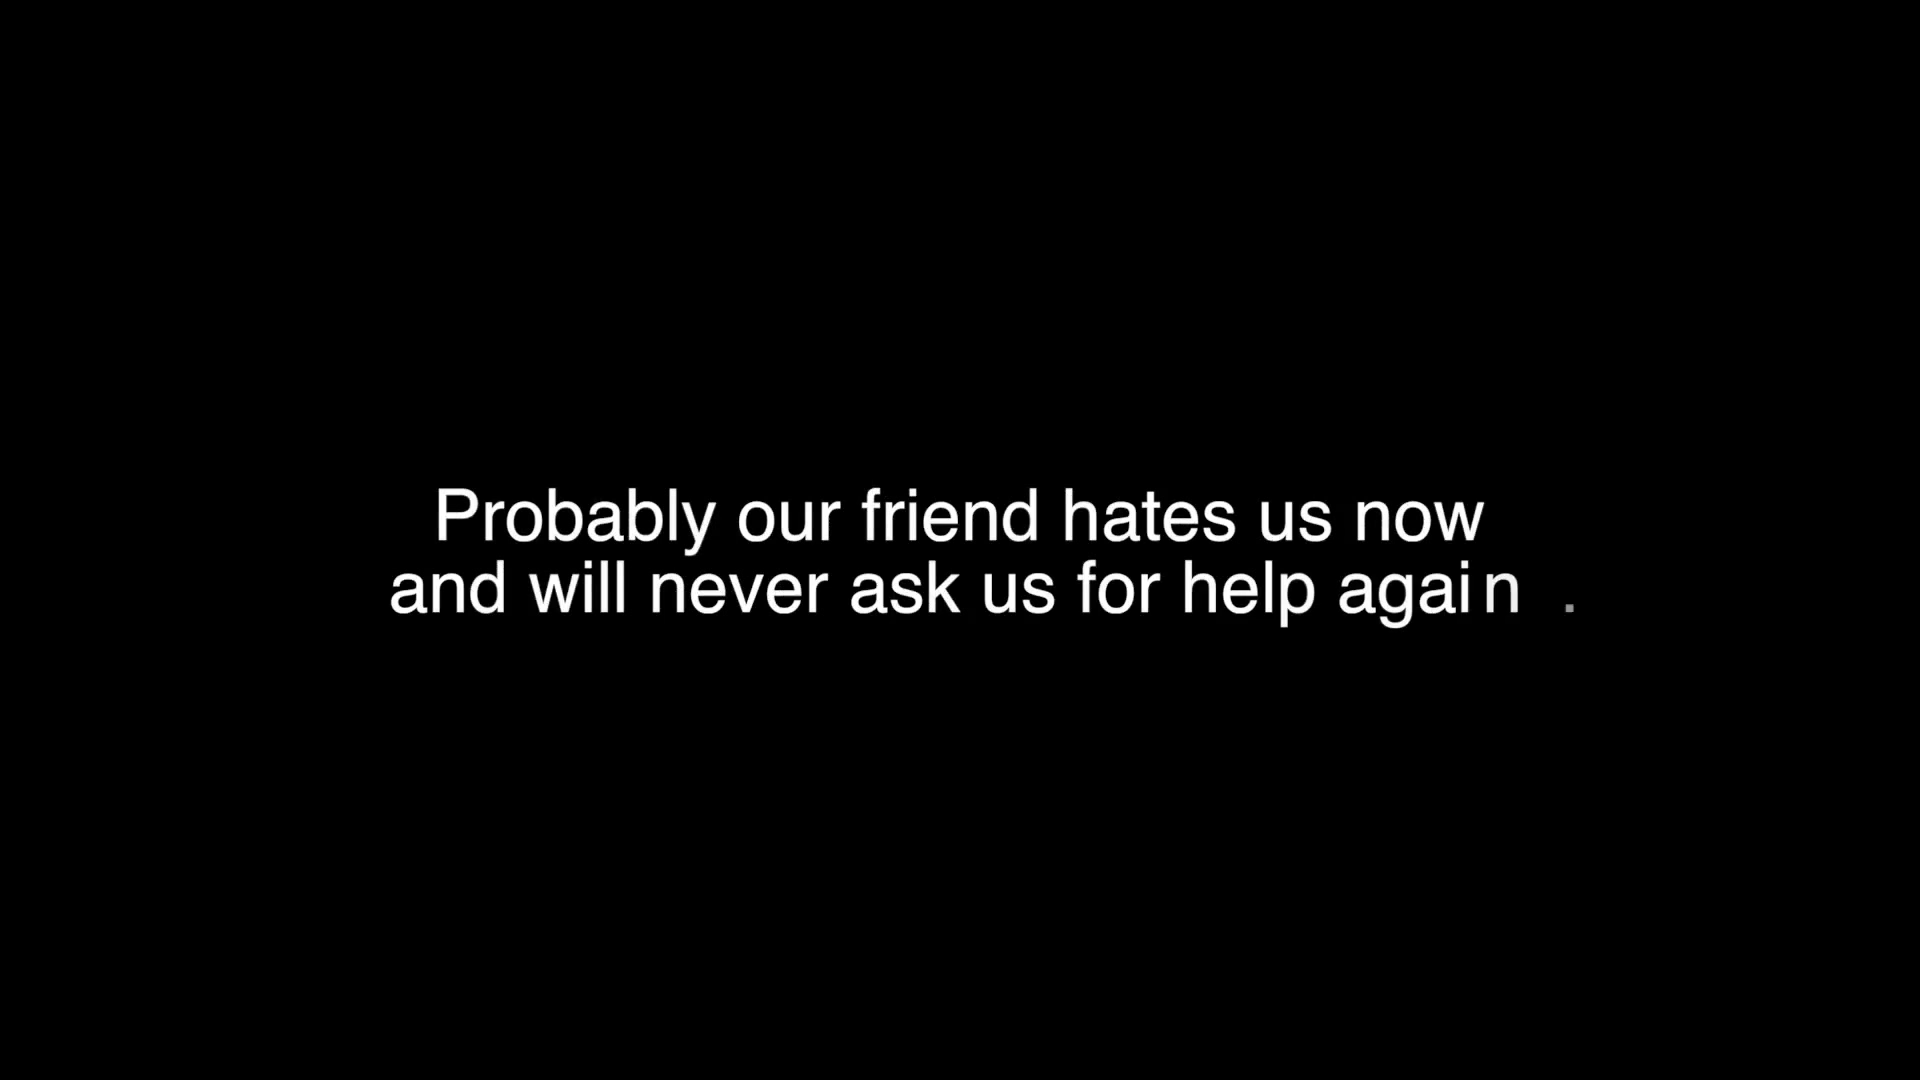 Probably our friend hates us now
and will never ask us for help again.